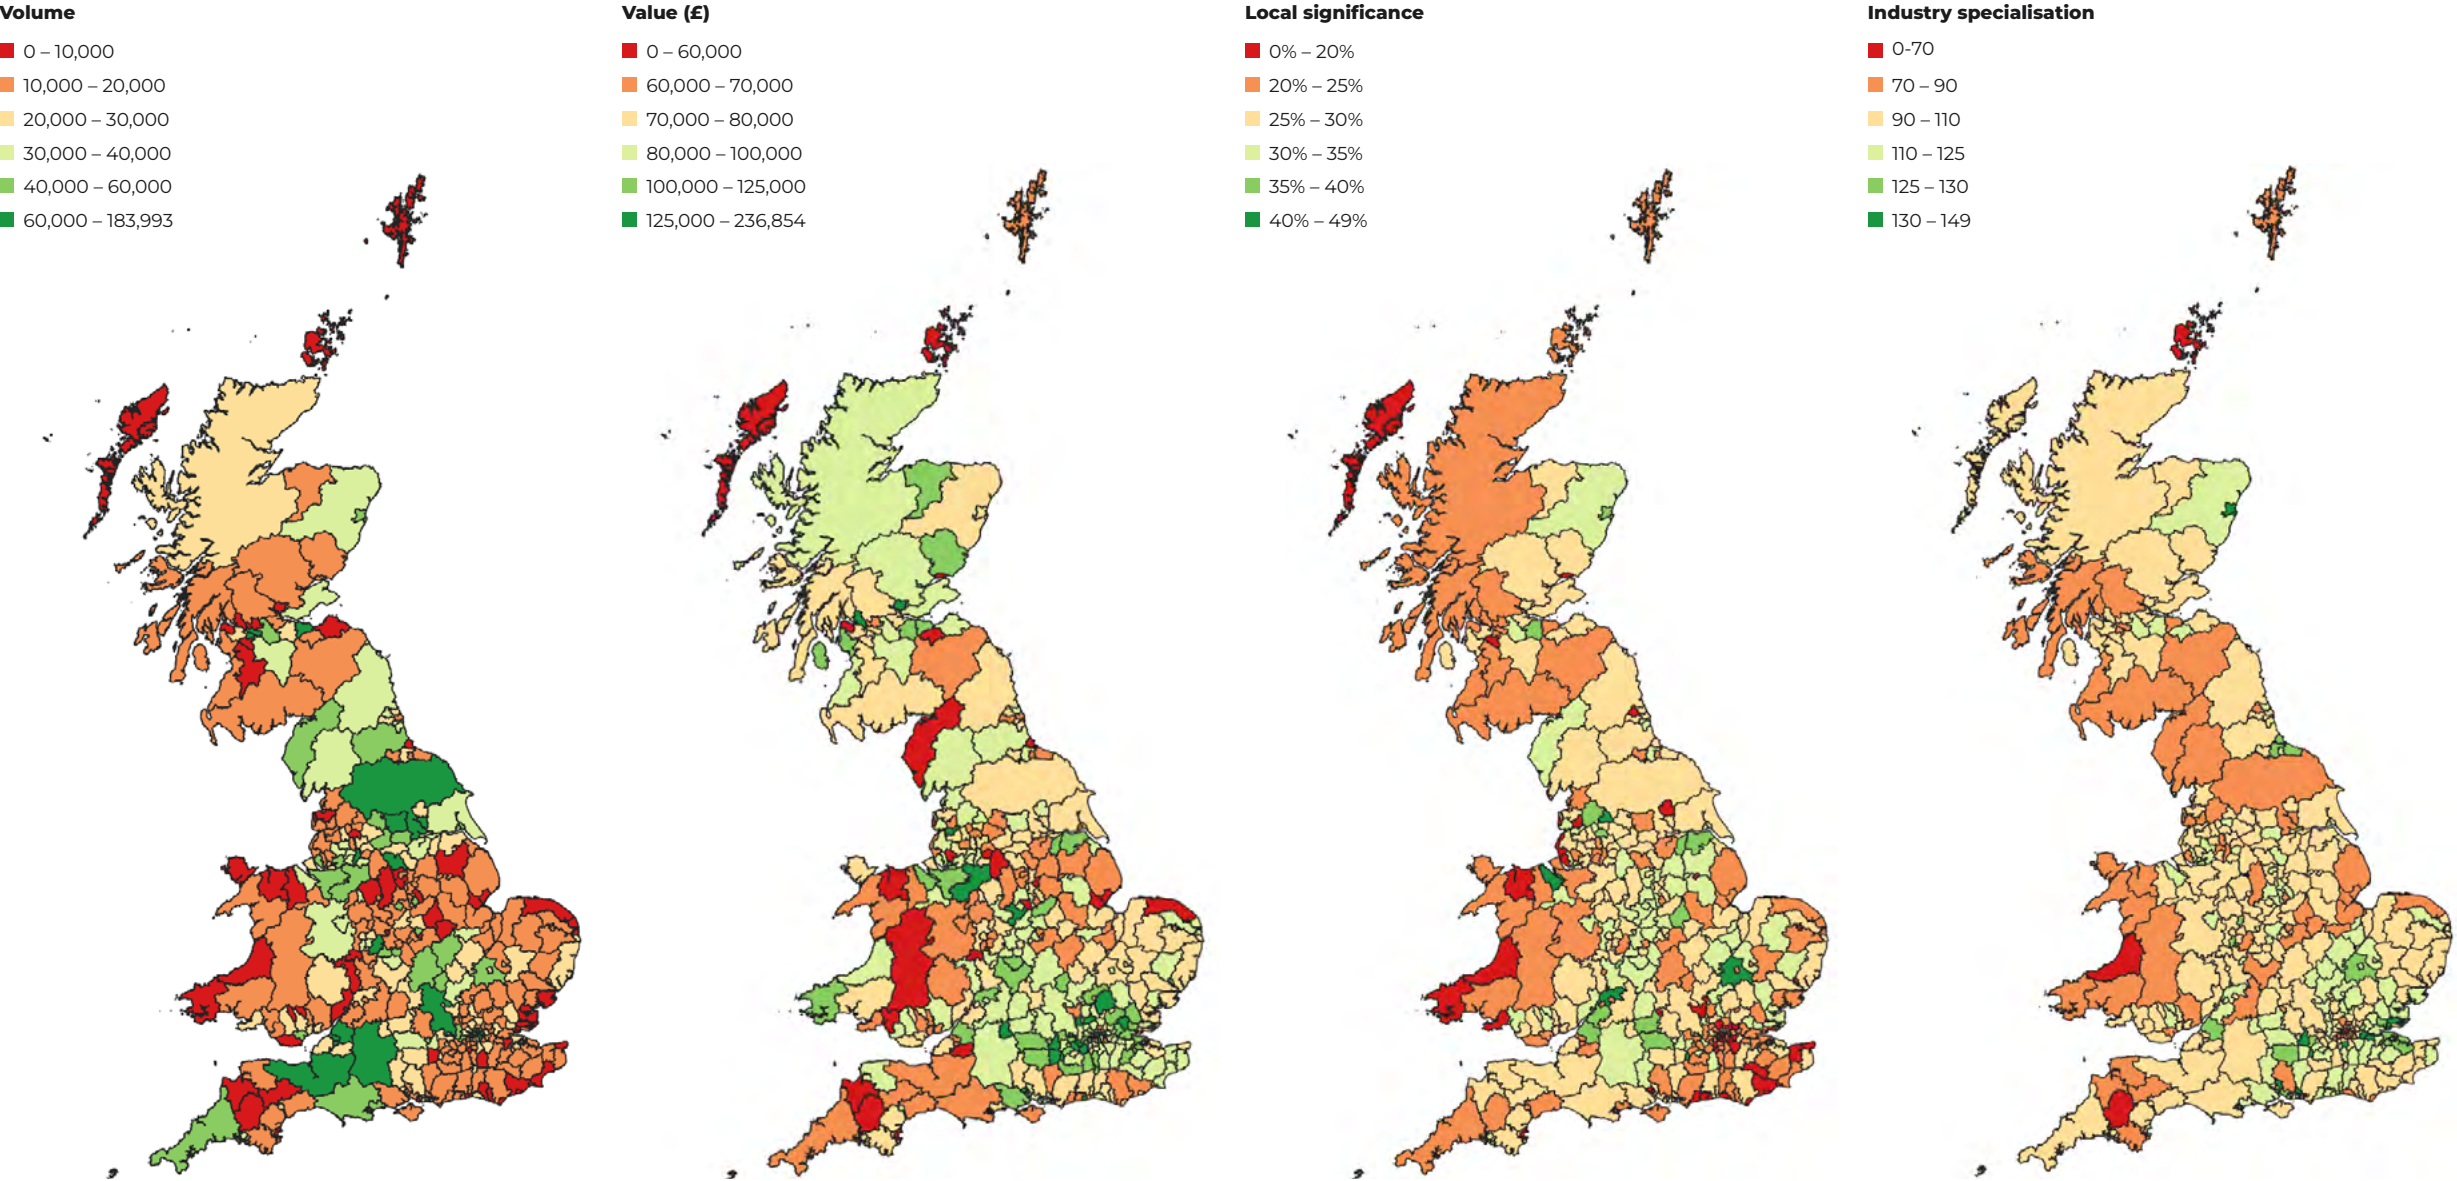 Volume
0 – 10,000
10,000 – 20,000
20,000 – 30,000
30,000 – 40,000
40,000 – 60,000
60,000 – 183,993
Value (£)
0 – 60,000
60,000 – 70,000
70,000 – 80,000
80,000 – 100,000
100,000 – 125,000
125,000 – 236,854
Local significance
0% – 20%
20% – 25%
25% – 30%
30% – 35%
35% – 40%
40% – 49%
Industry specialisation
0-70
70 – 90
90 – 110
110 – 125
125 – 130
130 – 149